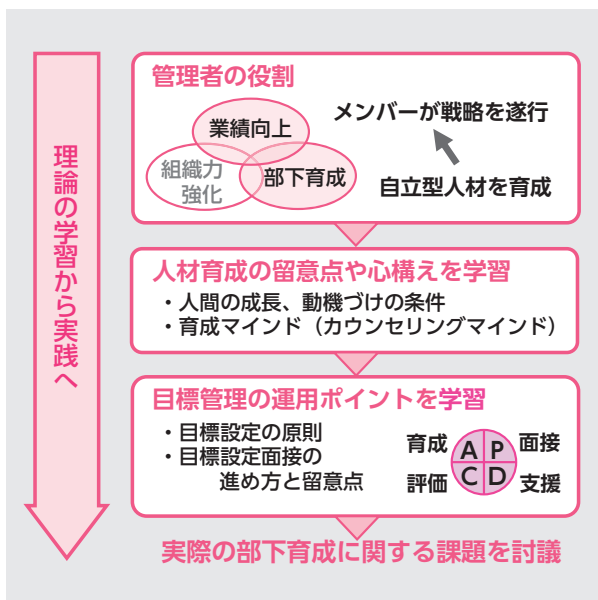 理論の学習から実践へ
管理者の役割
業績向上
組織力
強化
部下育成
メンバーが戦略を遂行
自立型人材を育成
人材育成の留意点や心構えを学習
・人間の成長、動機づけの条件
・育成マインド（カウンセリングマインド）
目標管理の運用ポイントを学習
・目標設定の原則
・目標設定面接の
進め方と留意点
育成 A P 面接
評価 C D 支援
実際の部下育成に関する課題を討議